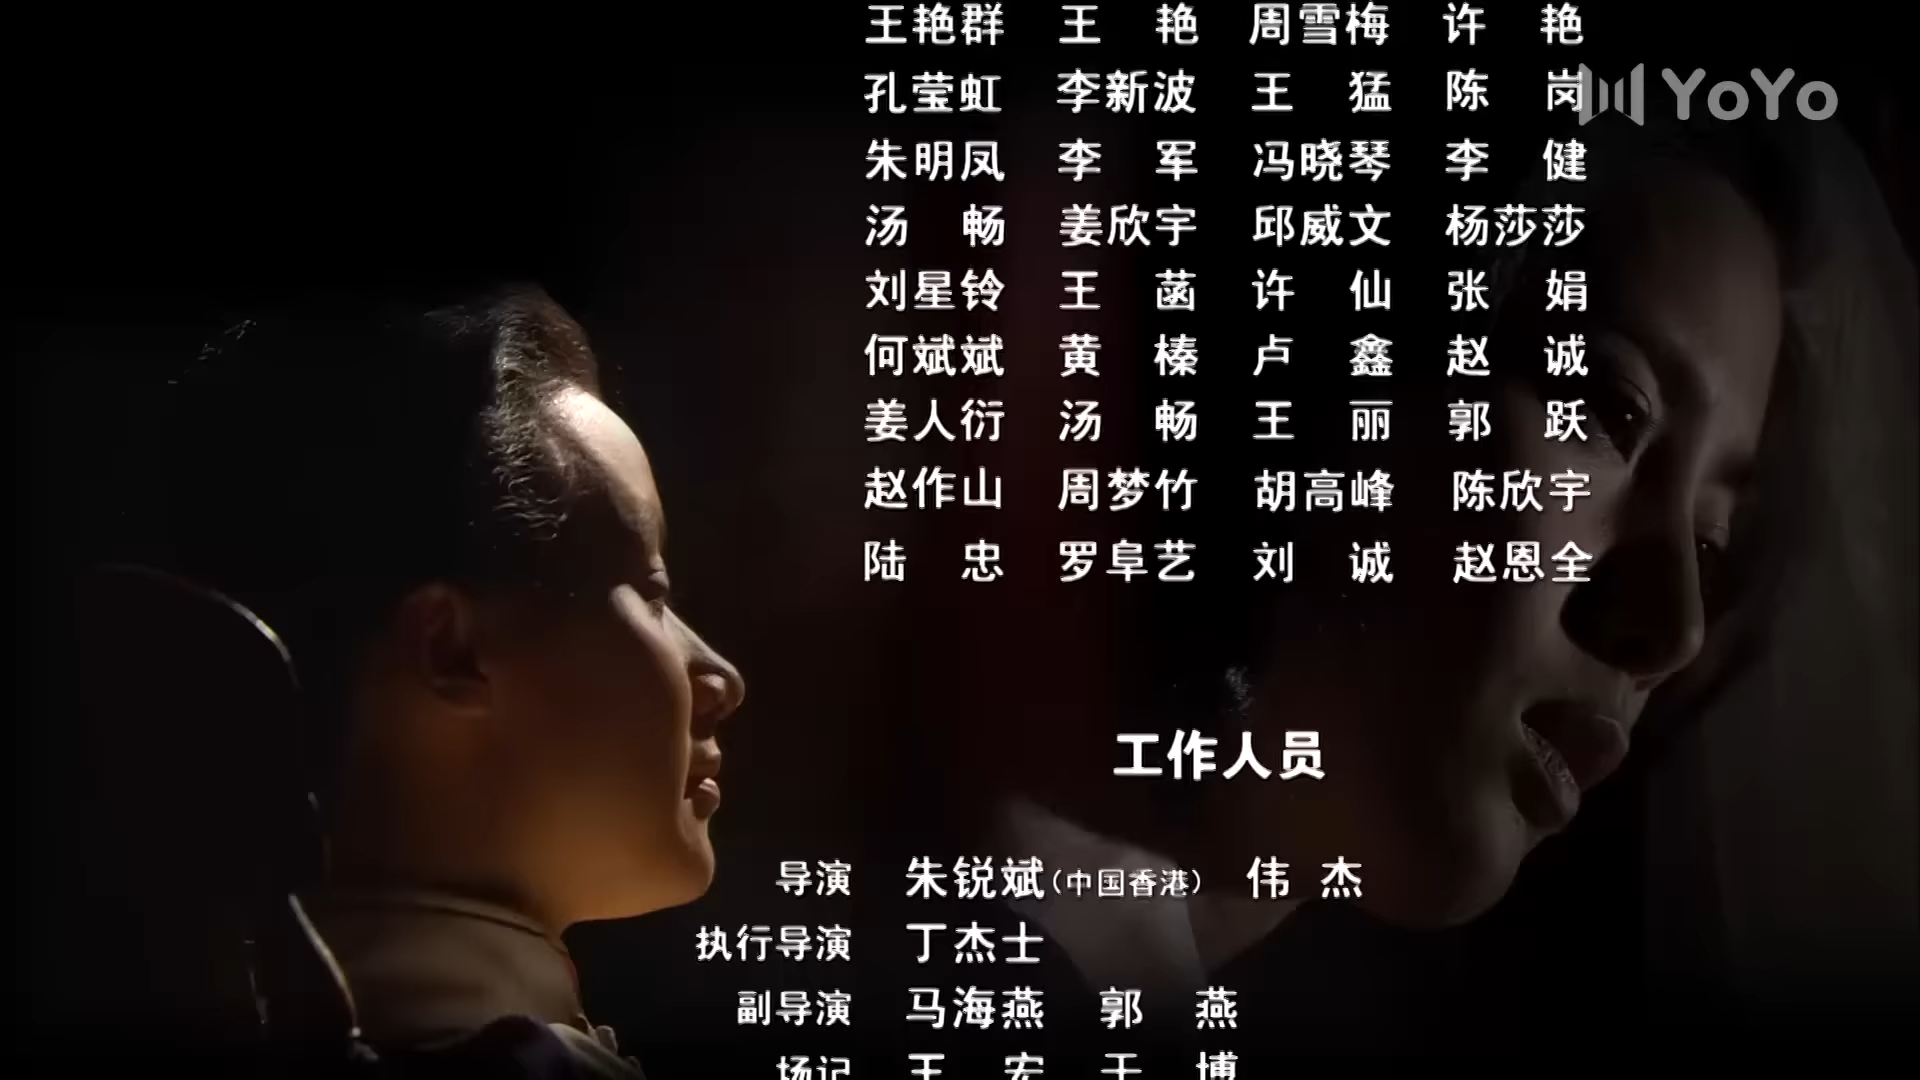 王艳群 王 艳 周雪梅 许 艳
孔莹虹 李新波 王 猛 陈 岗
YoYo
朱明凤 李 军 冯晓琴 李 健
汤 畅 姜欣宇 邱威文 杨莎莎
刘星铃 王 菡 许 仙 张 娟
何斌斌 黄 榛 卢 鑫 赵 诚
姜人衍 汤 畅 王 丽 郭 跃
赵作山 周梦竹 胡高峰 陈欣宇
陆 忠 罗阜艺 刘 诚 赵恩全
工作人员
导演 朱锐斌(中国香港) 伟 杰
执行导演 丁杰士
副导演 马海燕 郭 燕
场记 王 宏 于 博